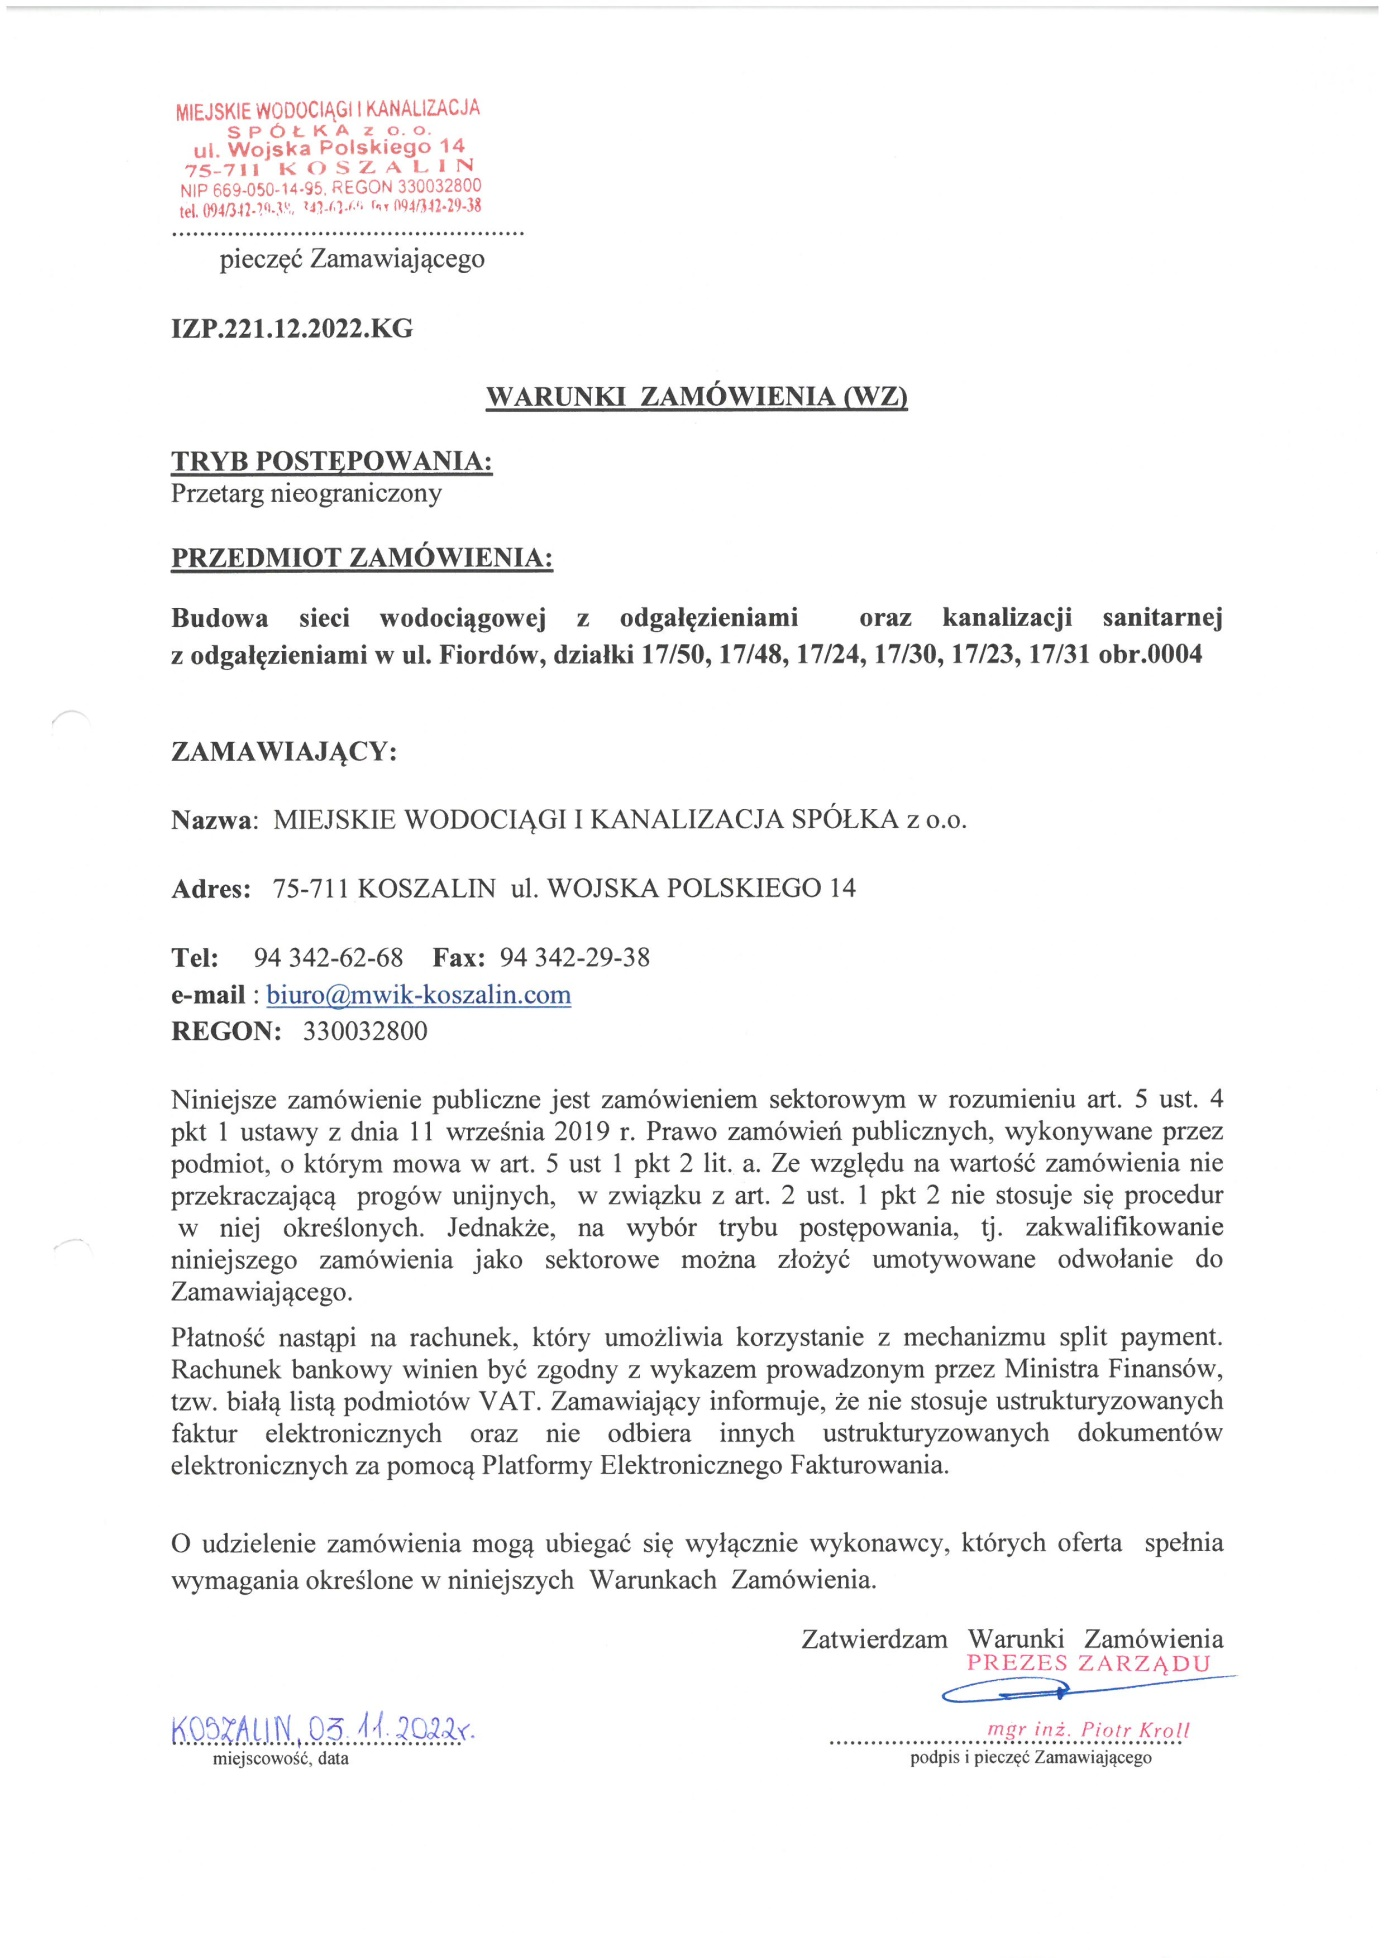 MIEJSKIE WODOCIĄGI I KANALIZACJA
SPÓŁKA z o.o.
ul. Wojska Polskiego 14
75-711 KOSZALIN
NIP 669-050-14-95, REGON 330032800
tel. 094/342-29-38, fax 094/342-29-38
pieczęć Zamawiającego
IZP.221.12.2022.KG
WARUNKI ZAMÓWIENIA (WZ)
TRYB POSTĘPOWANIA:
Przetarg nieograniczony
PRZEDMIOT ZAMÓWIENIA:
Budowa sieci wodociągowej z odgałęzieniami oraz kanalizacji sanitarnej
z odgałęzieniami w ul. Fiordów, działki 17/50, 17/48, 17/24, 17/30, 17/23, 17/31 obr.0004
ZAMAWIAJĄCY:
Nazwa: MIEJSKIE WODOCIĄGI I KANALIZACJA SPÓŁKA z o.o.
Adres: 75-711 KOSZALIN ul. WOJSKA POLSKIEGO 14
Tel: 94 342-62-68 Fax: 94 342-29-38
e-mail : biuro@mwik-koszalin.com
REGON: 330032800
Niniejsze zamówienie publiczne jest zamówieniem sektorowym w rozumieniu art. 5 ust. 4
pkt 1 ustawy z dnia 11 września 2019 r. Prawo zamówień publicznych, wykonywane przez
podmiot, o którym mowa w art. 5 ust 1 pkt 2 lit. a. Ze względu na wartość zamówienia nie
przekraczającą progów unijnych, w związku z art. 2 ust. 1 pkt 2 nie stosuje się procedur
w niej określonych. Jednakże, na wybór trybu postępowania, tj. zakwalifikowanie
niniejszego zamówienia jako sektorowe można złożyć umotywowane odwołanie do
Zamawiającego.
Płatność nastąpi na rachunek, który umożliwia korzystanie z mechanizmu split payment.
Rachunek bankowy winien być zgodny z wykazem prowadzonym przez Ministra Finansów,
tzw. białą listą podmiotów VAT. Zamawiający informuje, że nie stosuje ustrukturyzowanych
faktur elektronicznych oraz nie odbiera innych ustrukturyzowanych dokumentów
elektronicznych za pomocą Platformy Elektronicznego Fakturowania.
O udzielenie zamówienia mogą ubiegać się wyłącznie wykonawcy, których oferta spełnia
wymagania określone w niniejszych Warunkach Zamówienia.
Zatwierdzam Warunki Zamówienia
PREZES ZARZĄDU
mgr inż. Piotr Kroll
KOSZALIN, 03.11.2022r.
miejscowość, data
podpis i pieczęć Zamawiającego